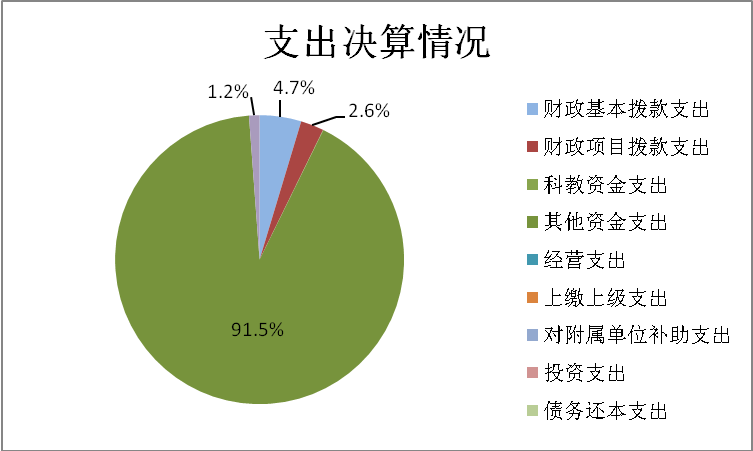 支出决算情况
1.2%
4.7%
2.6%
91.5%
财政基本拨款支出
财政项目拨款支出
科教资金支出
其他资金支出
经营支出
上缴上级支出
对附属单位补助支出
投资支出
债务还本支出